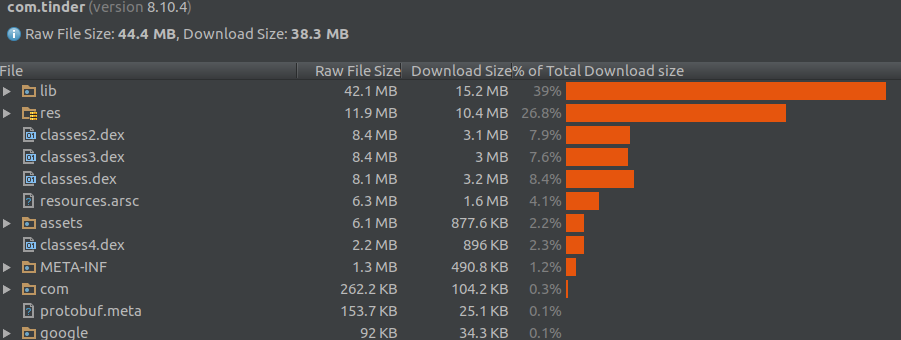 com.tinder (version 8.10.4)
Raw File Size: 44.4 MB, Download Size: 38.3 MB
File Raw File Size Download Size % of Total Download size
lib 42.1 MB 15.2 MB 39%
res 11.9 MB 10.4 MB 26.8%
classes2.dex 8.4 MB 3.1 MB 7.9%
classes3.dex 8.4 MB 3 MB 7.6%
classes.dex 8.1 MB 3.2 MB 8.4%
resources.arsc 6.3 MB 1.6 MB 4.1%
assets 6.1 MB 877.6 KB 2.2%
classes4.dex 2.2 MB 896 KB 2.3%
META-INF 1.3 MB 490.8 KB 1.2%
com 262.2 KB 104.2 KB 0.3%
protobuf.meta 153.7 KB 25.1 KB 0.1%
google 92 KB 34.3 KB 0.1%